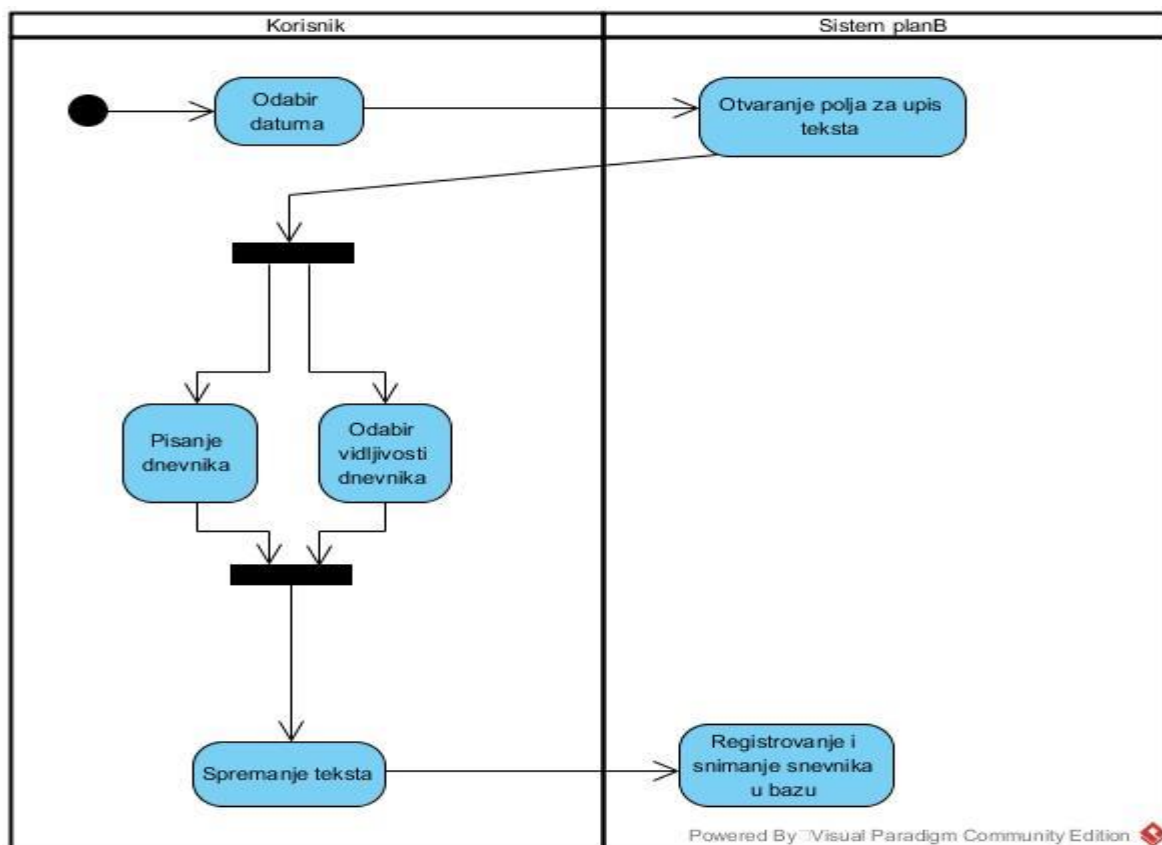 Korisnik
Sistem planB
Odabir
datuma
Otvaranje polja za upis
teksta
Pisanje
dnevnika
Odabir
vidljivosti
dnevnika
Spremanje teksta
Registrovanje i
snimanje snevnika
u bazu
Powered By Visual Paradigm Community Edition